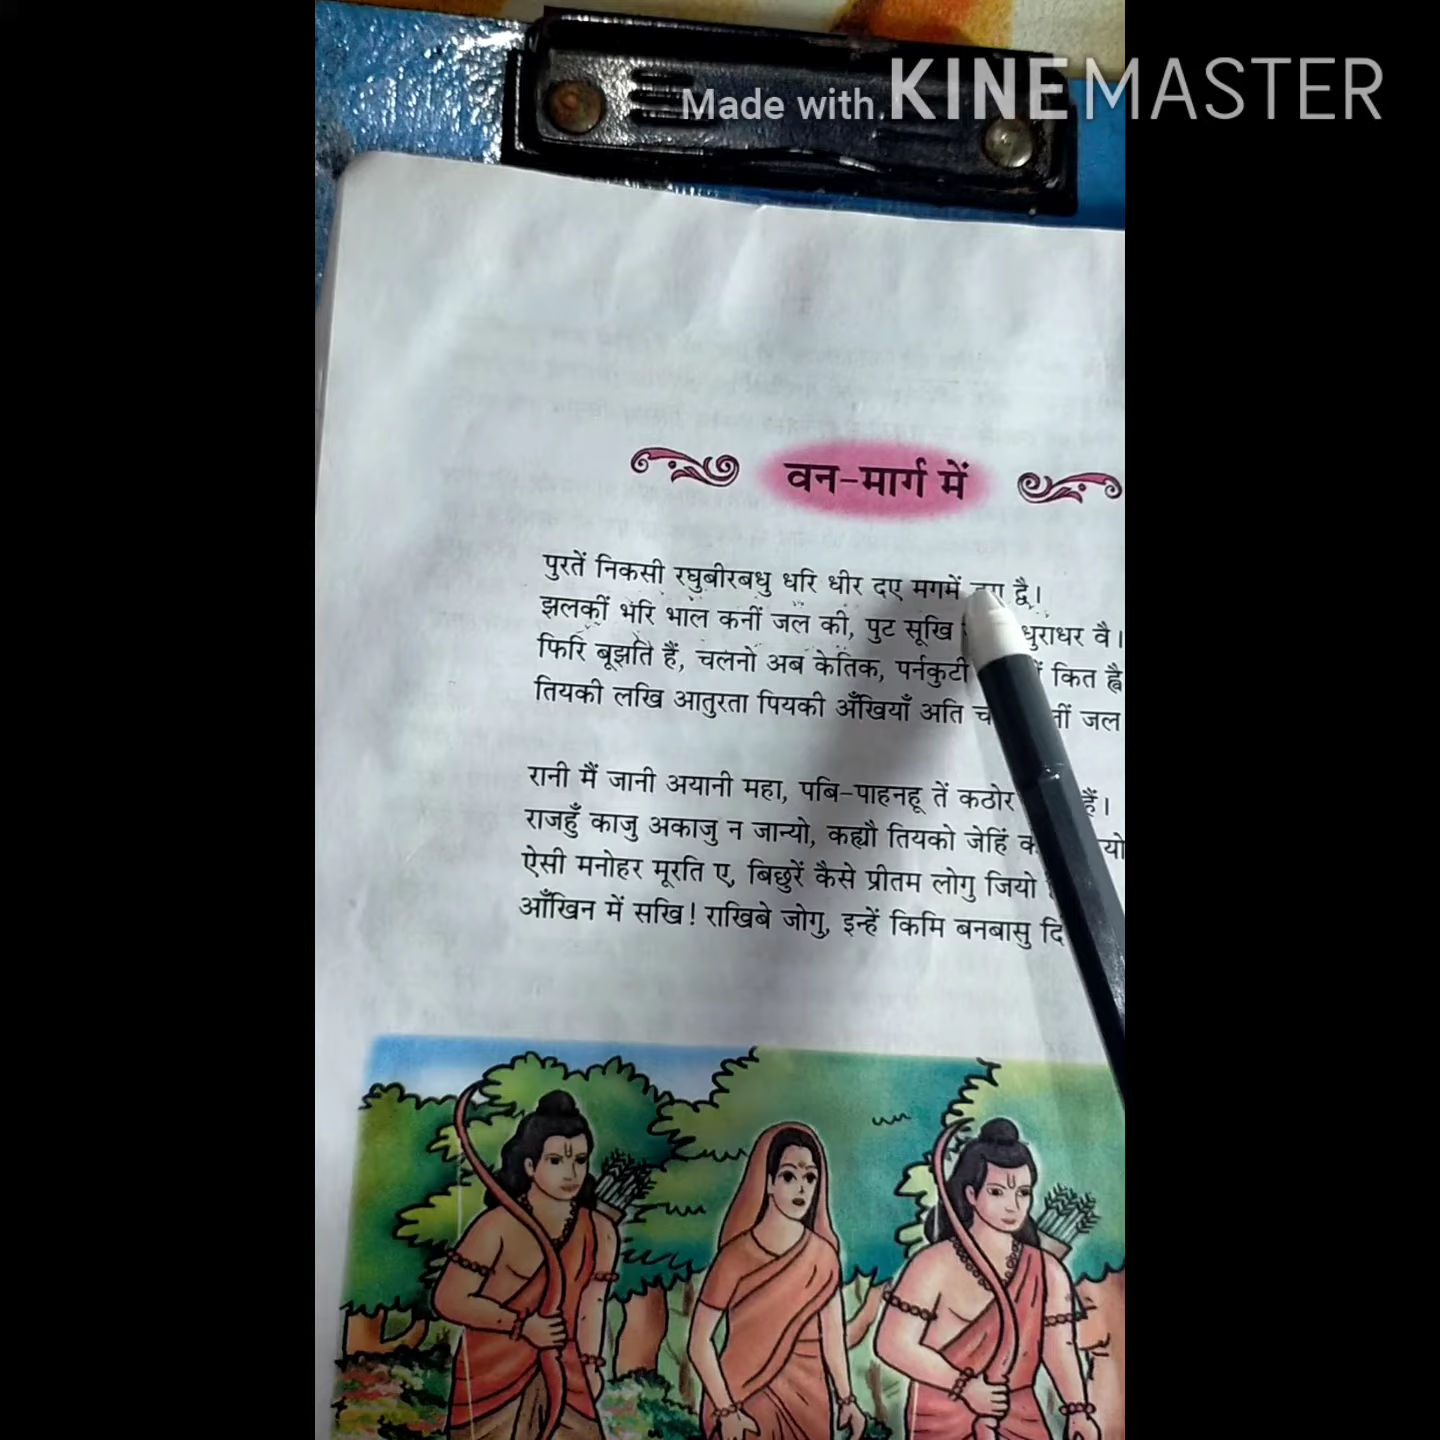 Made with KINEMASTER
वन-मार्ग में
पुरतें निकसी रघुबीरबधु धरि धीर दए मगमें द्वै।
झलकीं भरि भाल कनीं जल की, पुट सूखि धुराधर वै।
फिरि बूझति हैं, चलनो अब केतिक, पर्नकुटी कित ह्वै
तियकी लखि आतुरता पियकी अँखियाँ अति जल
रानी मैं जानी अयानी महा, पबि-पाहनहू तें कठोर हैं।
राजहुँ काजु अकाजु न जान्यो, कह्यौ तियको जेहिं
ऐसी मनोहर मूरति ए, बिछुरें कैसे प्रीतम लोगु जियो
आँखिन में सखि! राखिबे जोगु, इन्हें किमि बनबासु